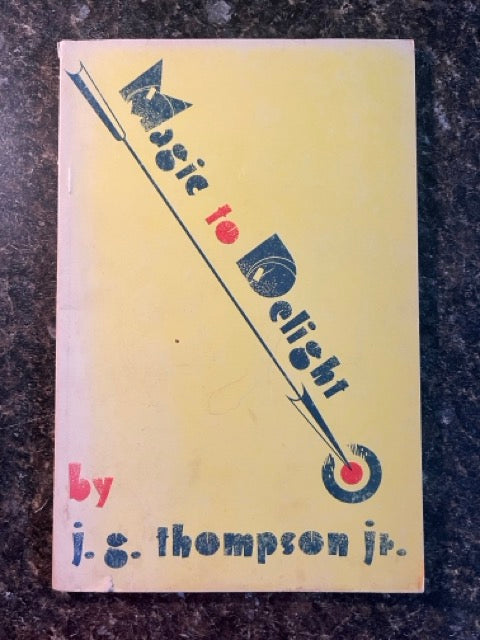 Magic to Delight
by
j. g. thompson jr.